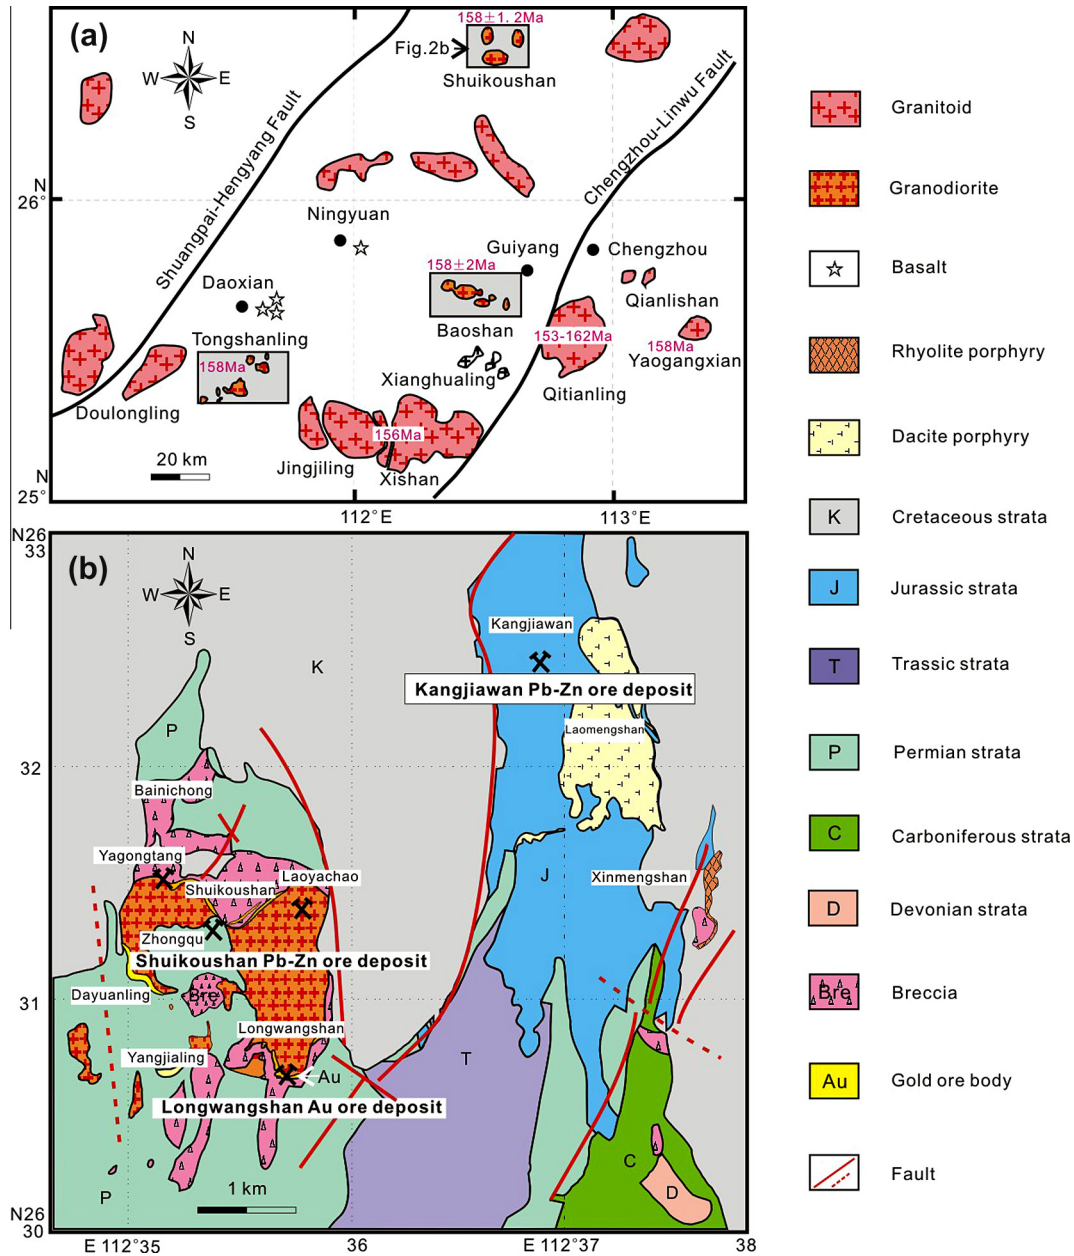 (a)
N
W
E
S
158±1. 2Ma
Fig.2b
Shuikoushan
Shuangpai-Hengyang Fault
Chengzhou-Linwu Fault
N
26°
Ningyuan
Guiyang
Chengzhou
158±2Ma
Qianlishan
Daoxian
Baoshan
Tongshanling
153-162Ma
158Ma
158Ma
Yaogangxian
Xianghualing
Qitianling
Doulongling
156Ma
Jingjiling
Xishan
20 km
N
25°
112°E
113°E
N26
33
(b)
N
W
E
S
K
Kangjiawan
Kangjiawan Pb-Zn ore deposit
P
Laomengshan
32
Bainichong
Yagongtang
Laoyachao
Shuikoushan
J
Xinmengshan
Zhongqu
Shuikoushan Pb-Zn ore deposit
Dayuanling
Bre
31
Longwangshan
Yangjialing
T
Au
Longwangshan Au ore deposit
C
P
D
1 km
N26
30
E 112°35
36
E 112°37
38
Granitoid
Granodiorite
Basalt
Rhyolite porphyry
Dacite porphyry
K
Cretaceous strata
J
Jurassic strata
T
Trassic strata
P
Permian strata
C
Carboniferous strata
D
Devonian strata
Bre
Breccia
Au
Gold ore body
Fault